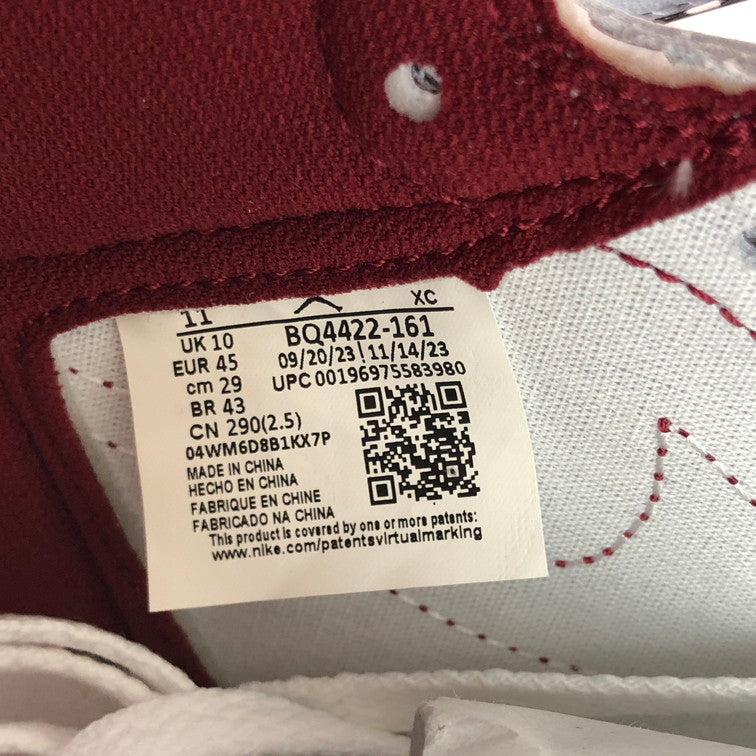 11 XC
UK 10 BQ4422-161
EUR 45 09/20/23\11/14/23
cm 29 UPC 00196975583980
BR 43
CN 290(2.5)
04WM6D8B1KX7P
MADE IN CHINA
HECHO EN CHINA
FABRIQUE EN CHINE
FABRICADO NA CHINA
This product is covered by one or more patents:
www.nike.com/patentsvirtualmarking